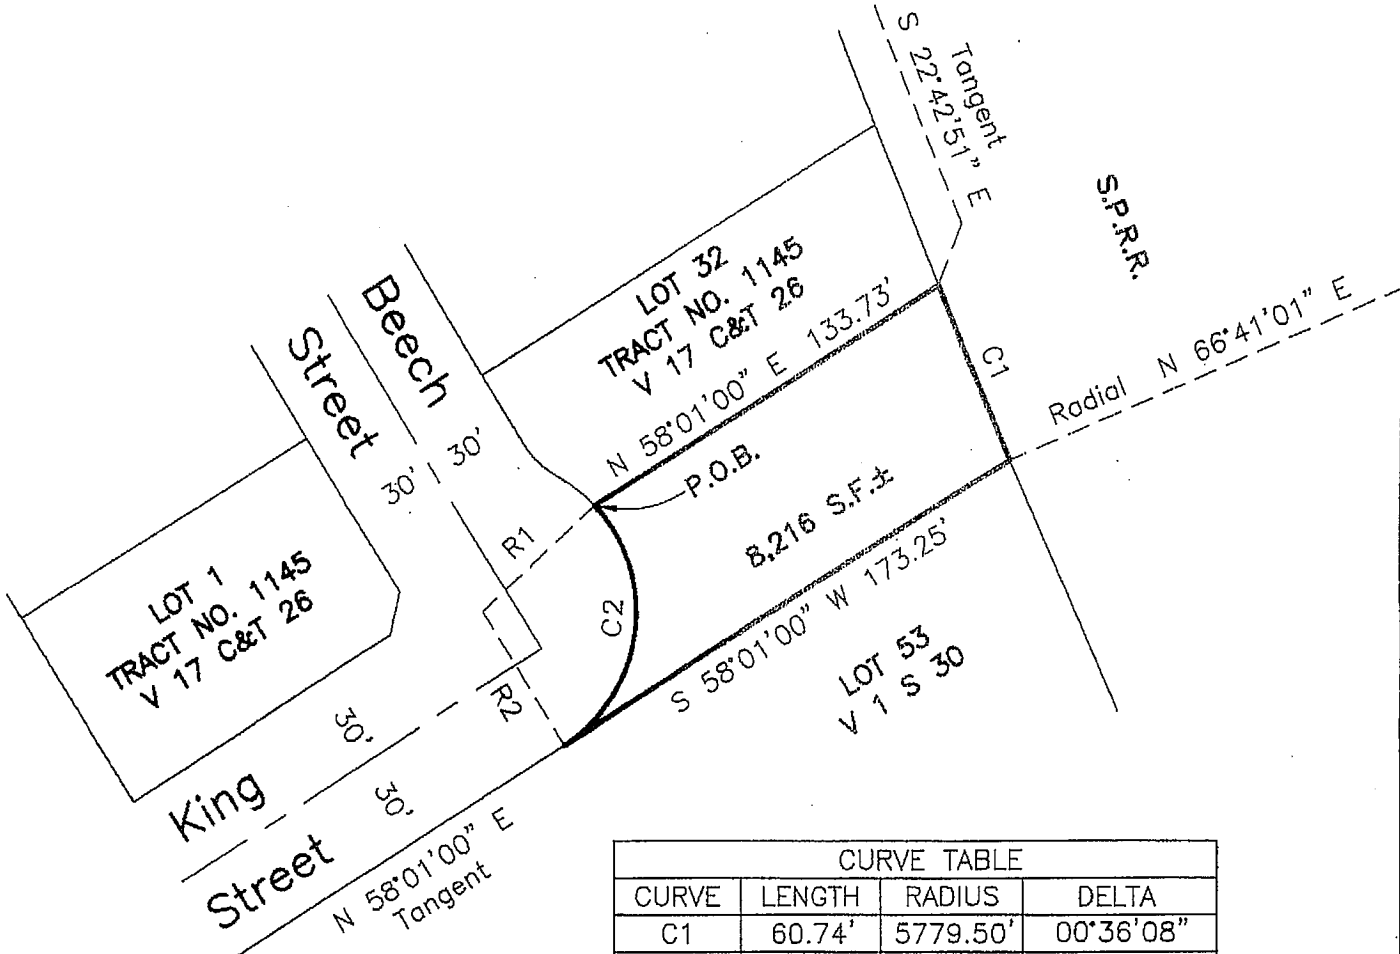 S 22°42'51" E
Tangent
S.P.R.R.
LOT 32
TRACT NO. 1145
V 17 C&T 26
Beech
Street
N 58°01'00" E 133.73'
C1
Radial N 66°41'01" E
30' 30'
P.O.B.
R1
8,216 S.F.±
LOT 1
TRACT NO. 1145
V 17 C&T 26
C2
S 58°01'00" W 173.25'
LOT 53
V 1 S 30
R2
30'
30'
King
Street
N 58°01'00" E
Tangent
CURVE TABLE
CURVE LENGTH RADIUS DELTA
C1 60.74' 5779.50' 00°36'08"